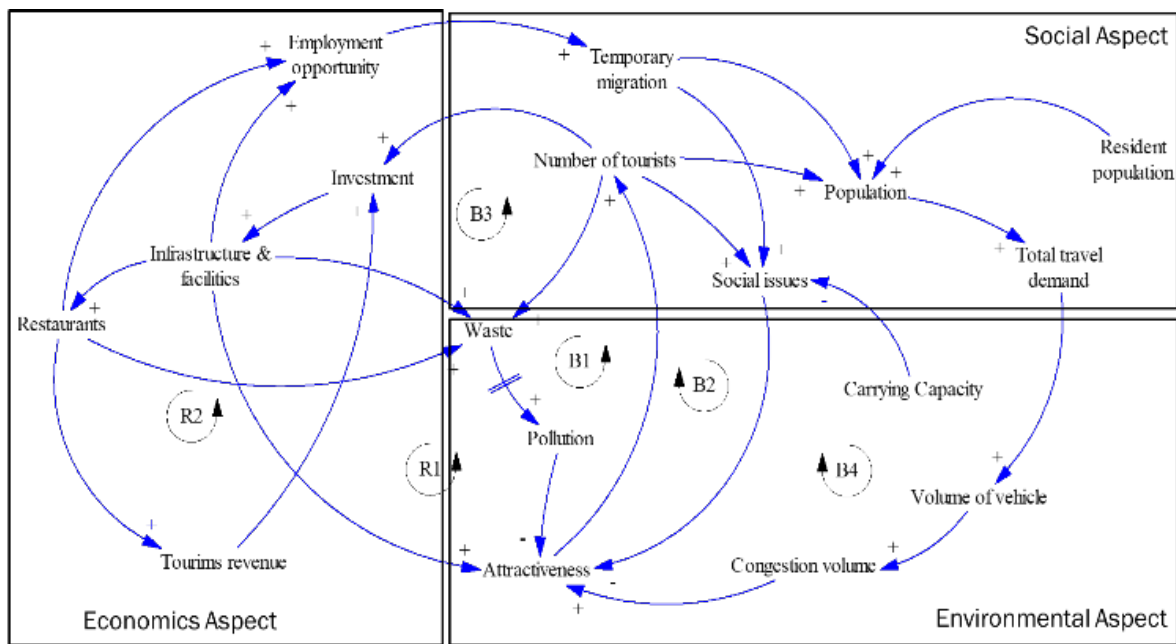 Social Aspect
Employment
opportunity
Temporary
migration
Number of tourists
Resident
population
Investment
Population
B3
Infrastructure &
facilities
Social issues
Total travel
demand
Restaurants
Waste
B1
B2
Carrying Capacity
R2
Pollution
R1
B4
Volume of vehicle
Tourims revenue
Attractiveness
Congestion volume
Economics Aspect
Environmental Aspect